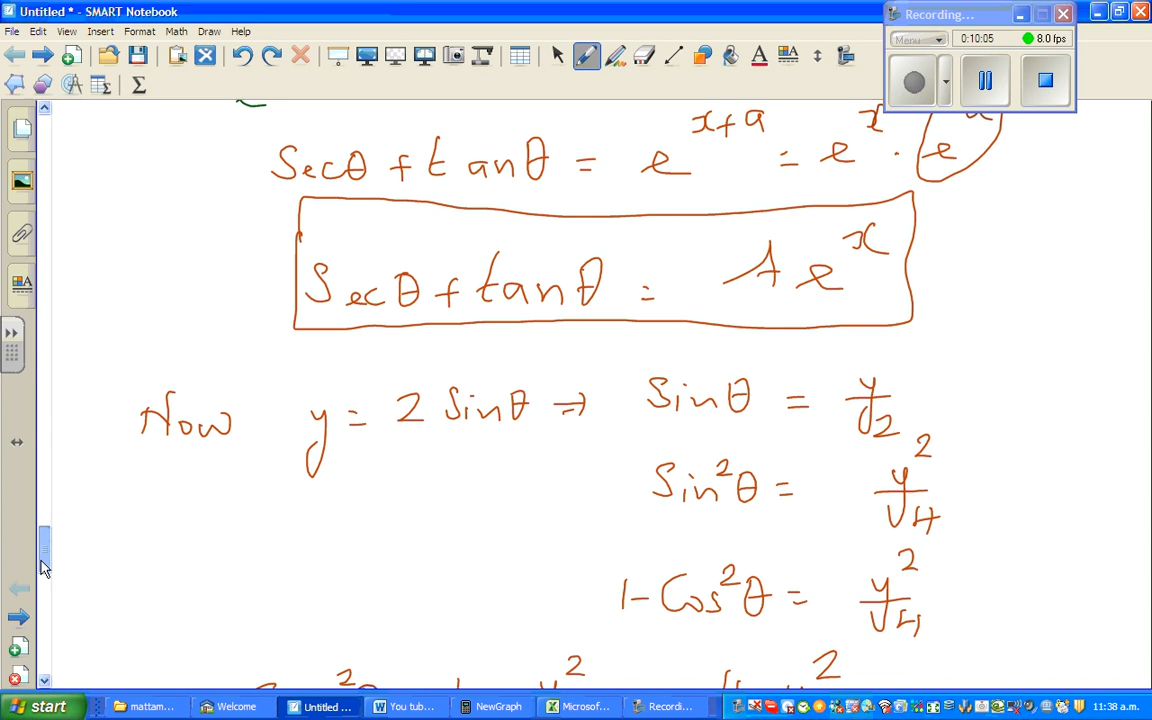 Untitled * - SMART Notebook
File Edit View Insert Format Math Draw Help
Recording...
Menu 0:10:05 8.0 fps
Secθ + tanθ = e^(x+a) = e^x . e^a
Secθ + tanθ = A e^x
Now y = 2 Sinθ ⇒ Sinθ = y/√2
Sin²θ = y²/√4
1 - Cos²θ = y²/√4
start mattam... Welcome Untitled ... You tub... NewGraph Microsof... Recordi... 11:38 a.m.